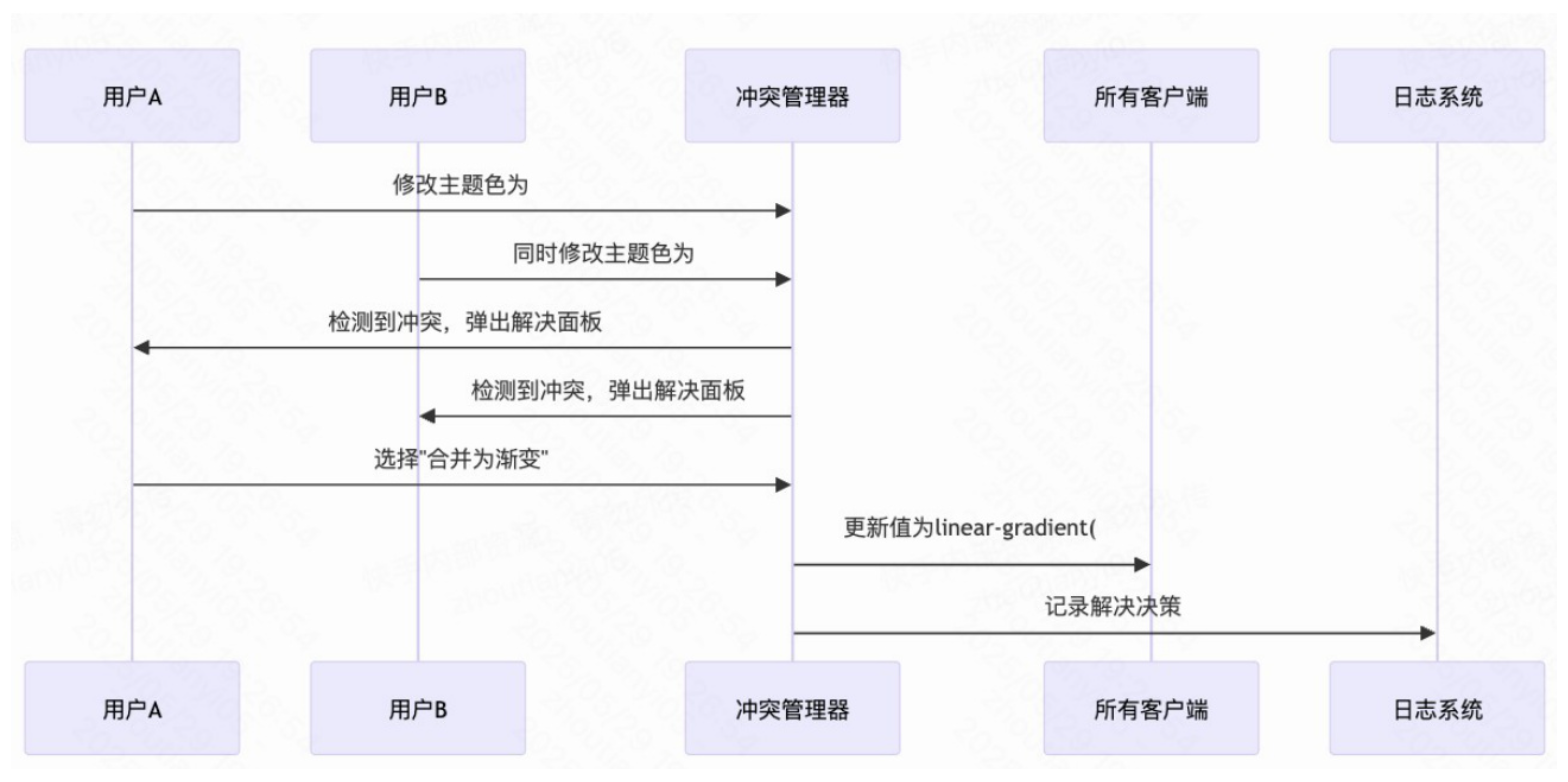 用户A
用户B
冲突管理器
所有客户端
日志系统
修改主题色为
同时修改主题色为
检测到冲突，弹出解决面板
检测到冲突，弹出解决面板
选择"合并为渐变"
更新值为linear-gradient(
记录解决决策
用户A
用户B
冲突管理器
所有客户端
日志系统